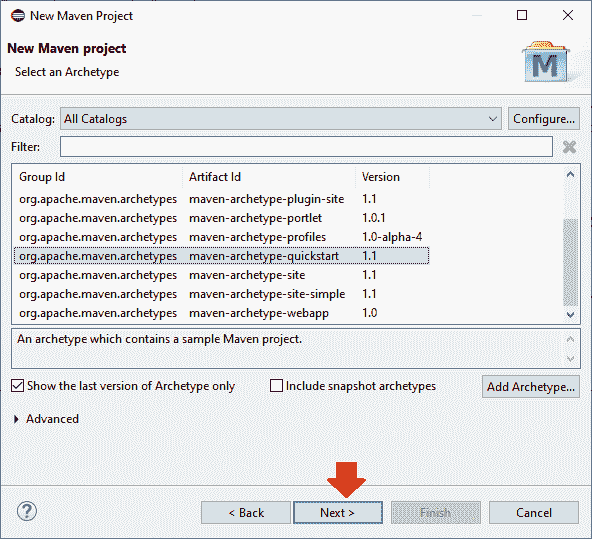 New Maven Project
New Maven project
Select an Archetype
M
Catalog: All Catalogs Configure...
Filter:
Group Id Artifact Id Version
org.apache.maven.archetypes maven-archetype-plugin-site 1.1
org.apache.maven.archetypes maven-archetype-portlet 1.0.1
org.apache.maven.archetypes maven-archetype-profiles 1.0-alpha-4
org.apache.maven.archetypes maven-archetype-quickstart 1.1
org.apache.maven.archetypes maven-archetype-site 1.1
org.apache.maven.archetypes maven-archetype-site-simple 1.1
org.apache.maven.archetypes maven-archetype-webapp 1.0
An archetype which contains a sample Maven project.
Show the last version of Archetype only Include snapshot archetypes Add Archetype...
Advanced
? < Back Next > Finish Cancel